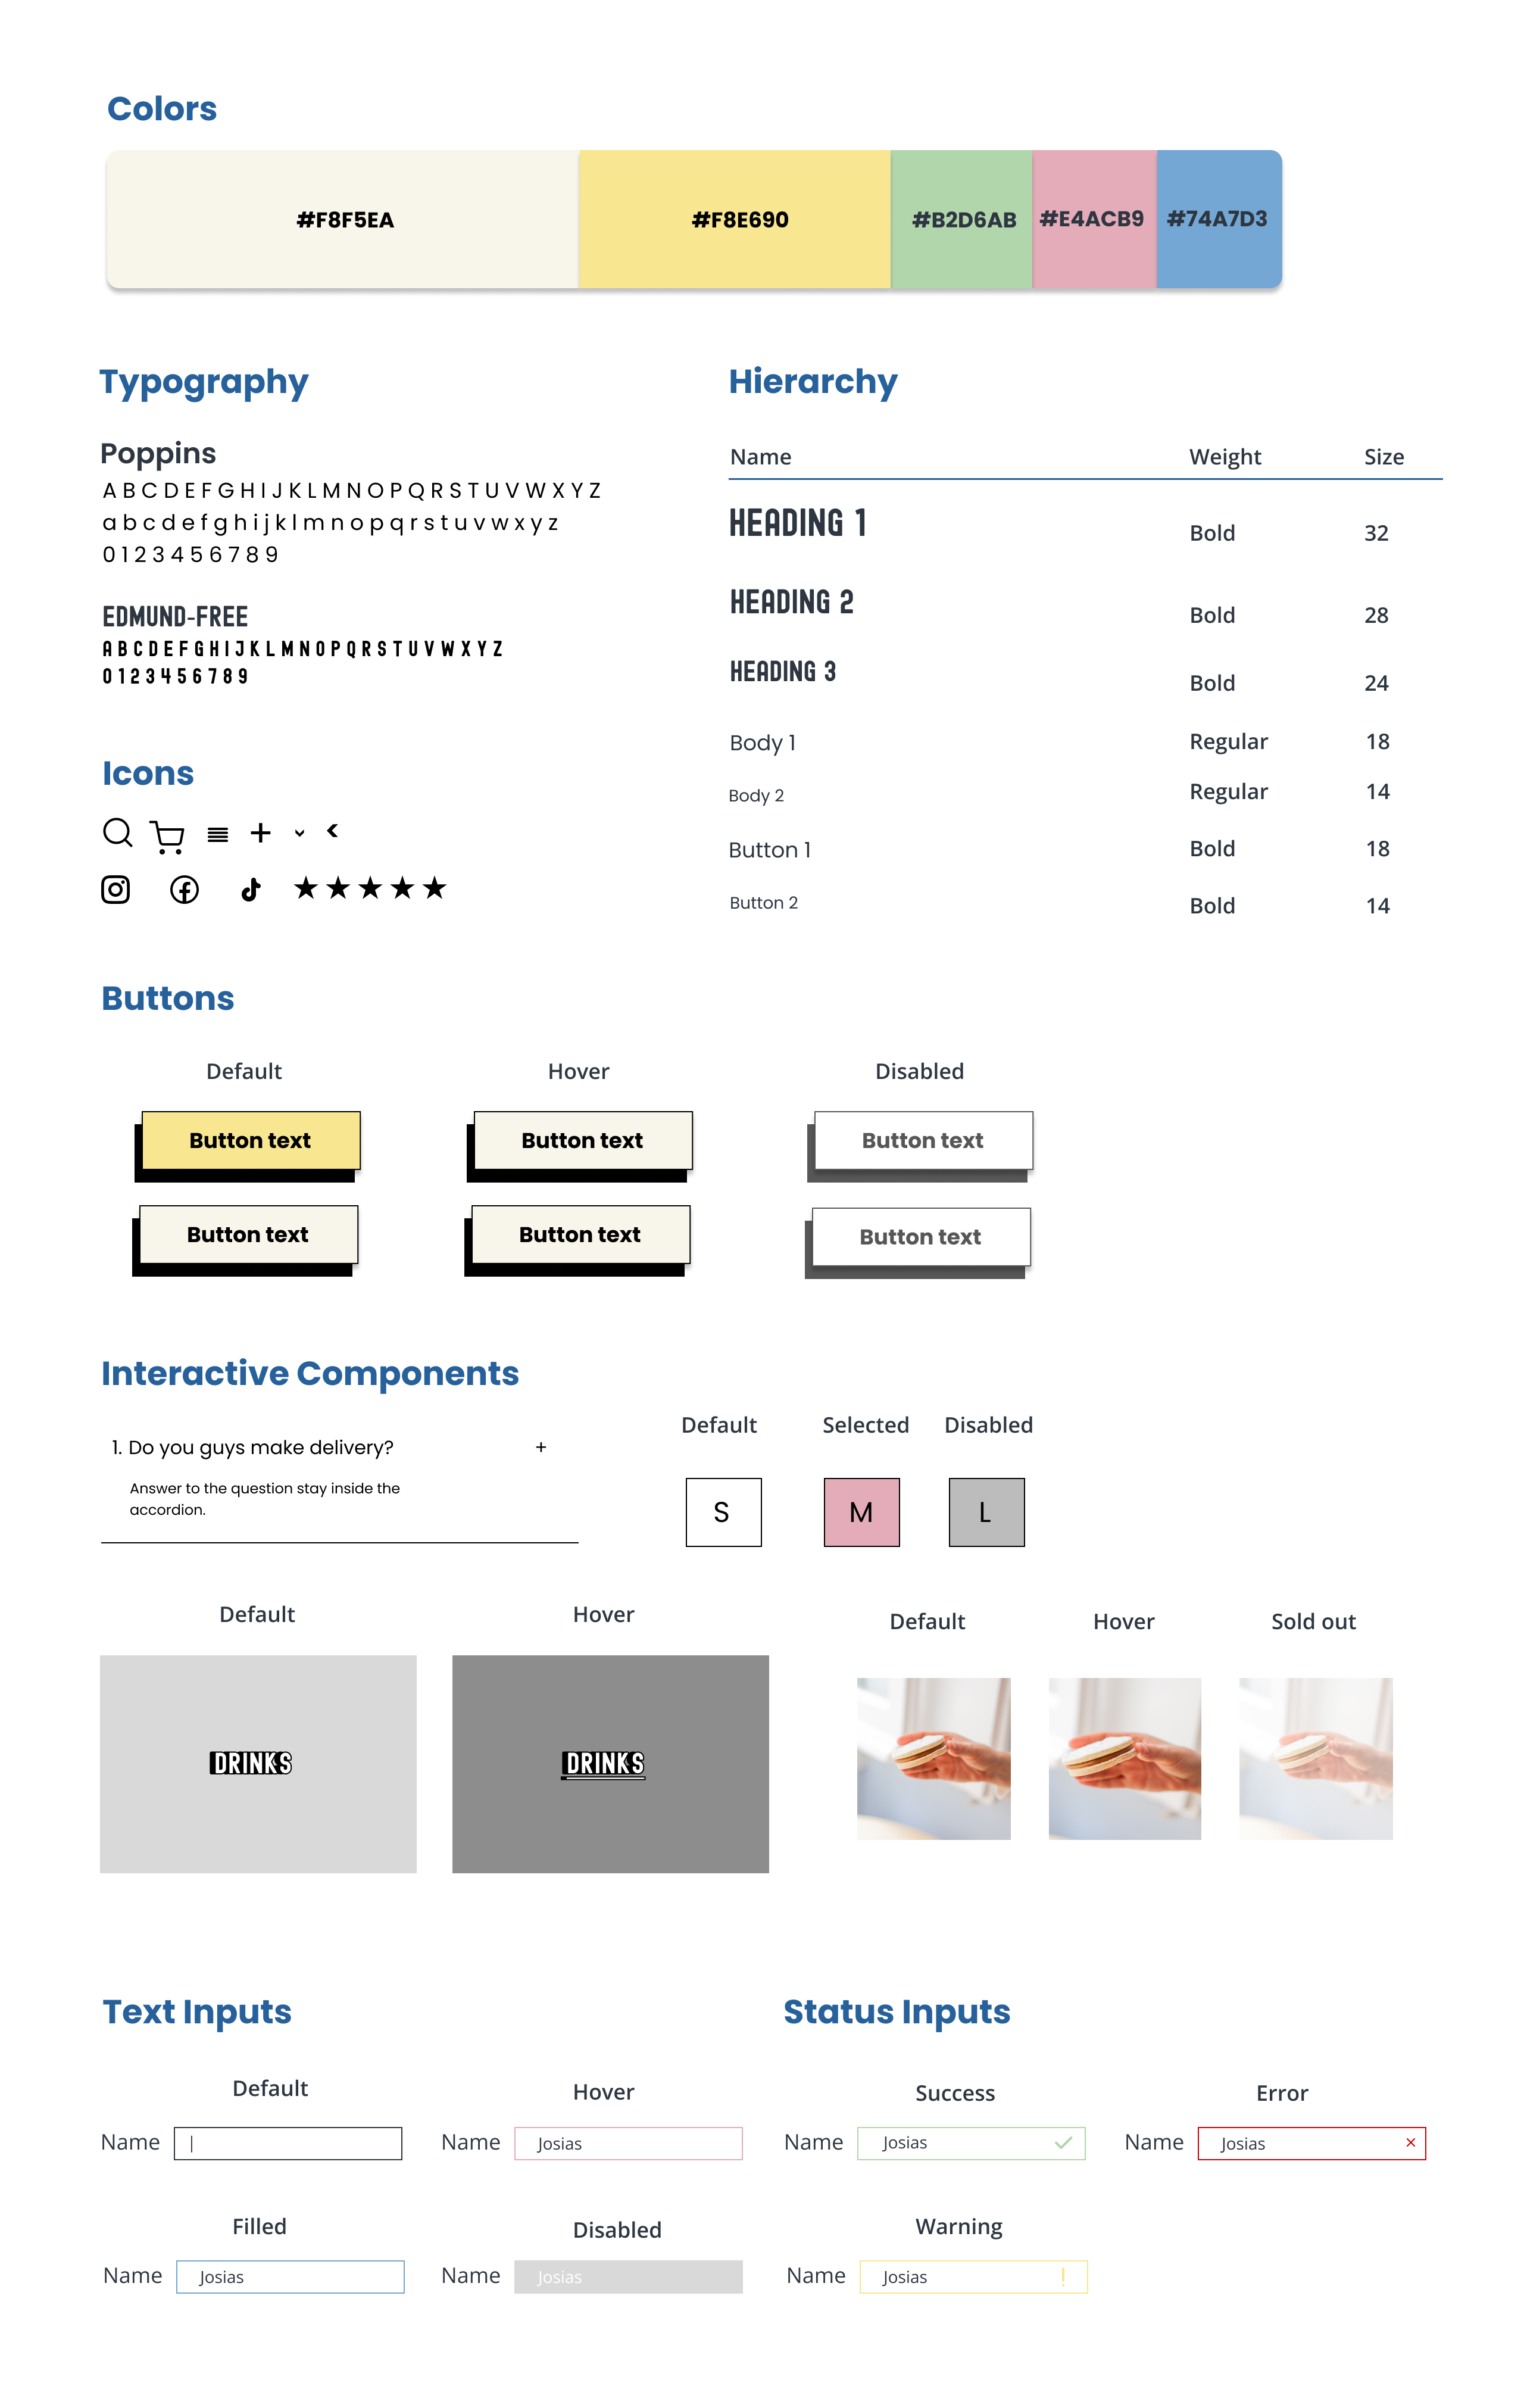 Colors
#F8F5EA #F8E690 #B2D6AB #E4ACB9 #74A7D3
Typography
Poppins
A B C D E F G H I J K L M N O P Q R S T U V W X Y Z
a b c d e f g h i j k l m n o p q r s t u v w x y z
0 1 2 3 4 5 6 7 8 9
EDMUND-FREE
A B C D E F G H I J K L M N O P Q R S T U V W X Y Z
0 1 2 3 4 5 6 7 8 9
Icons
Hierarchy
Name Weight Size
HEADING 1 Bold 32
HEADING 2 Bold 28
HEADING 3 Bold 24
Body 1 Regular 18
Body 2 Regular 14
Button 1 Bold 18
Button 2 Bold 14
Buttons
Default Hover Disabled
Button text Button text Button text
Button text Button text Button text
Interactive Components
1. Do you guys make delivery? +
Answer to the question stay inside the
accordion.
Default Selected Disabled
S M L
Default Hover
DRINKS DRINKS
Default Hover Sold out
Text Inputs
Default Hover
Name Name Josias
Filled Disabled
Name Josias Name Josias
Status Inputs
Success Error
Name Josias Name Josias
Warning
Name Josias !